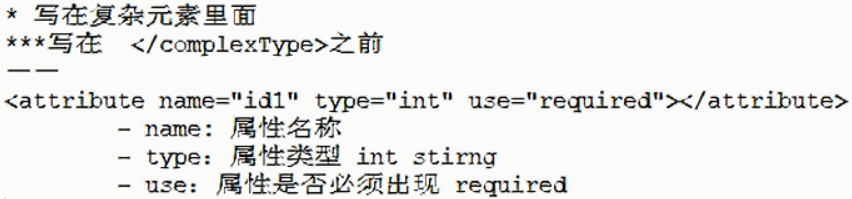 * 写在复杂元素里面
***写在 </complexType>之前
——
<attribute name="id1" type="int" use="required"></attribute>
- name: 属性名称
- type: 属性类型 int stirng
- use: 属性是否必须出现 required